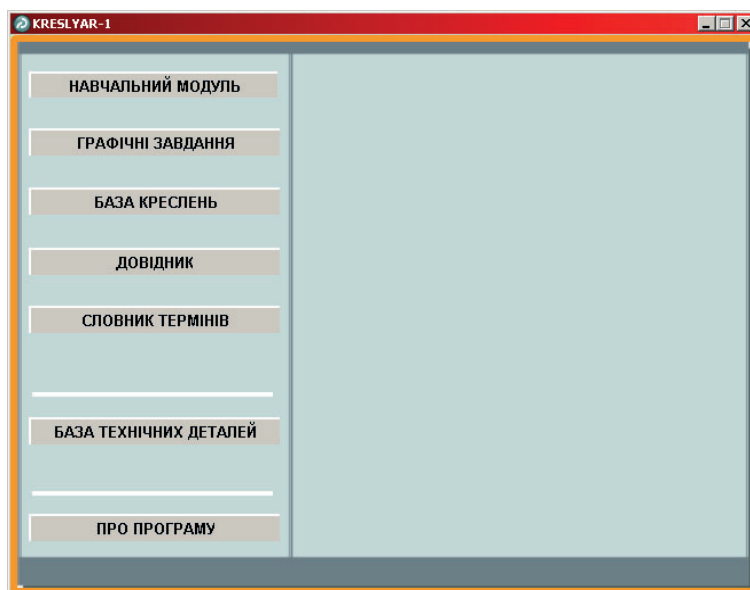 KRESLYAR-1
НАВЧАЛЬНИЙ МОДУЛЬ
ГРАФІЧНІ ЗАВДАННЯ
БАЗА КРЕСЛЕНЬ
ДОВІДНИК
СЛОВНИК ТЕРМІНІВ
БАЗА ТЕХНІЧНИХ ДЕТАЛЕЙ
ПРО ПРОГРАМУ